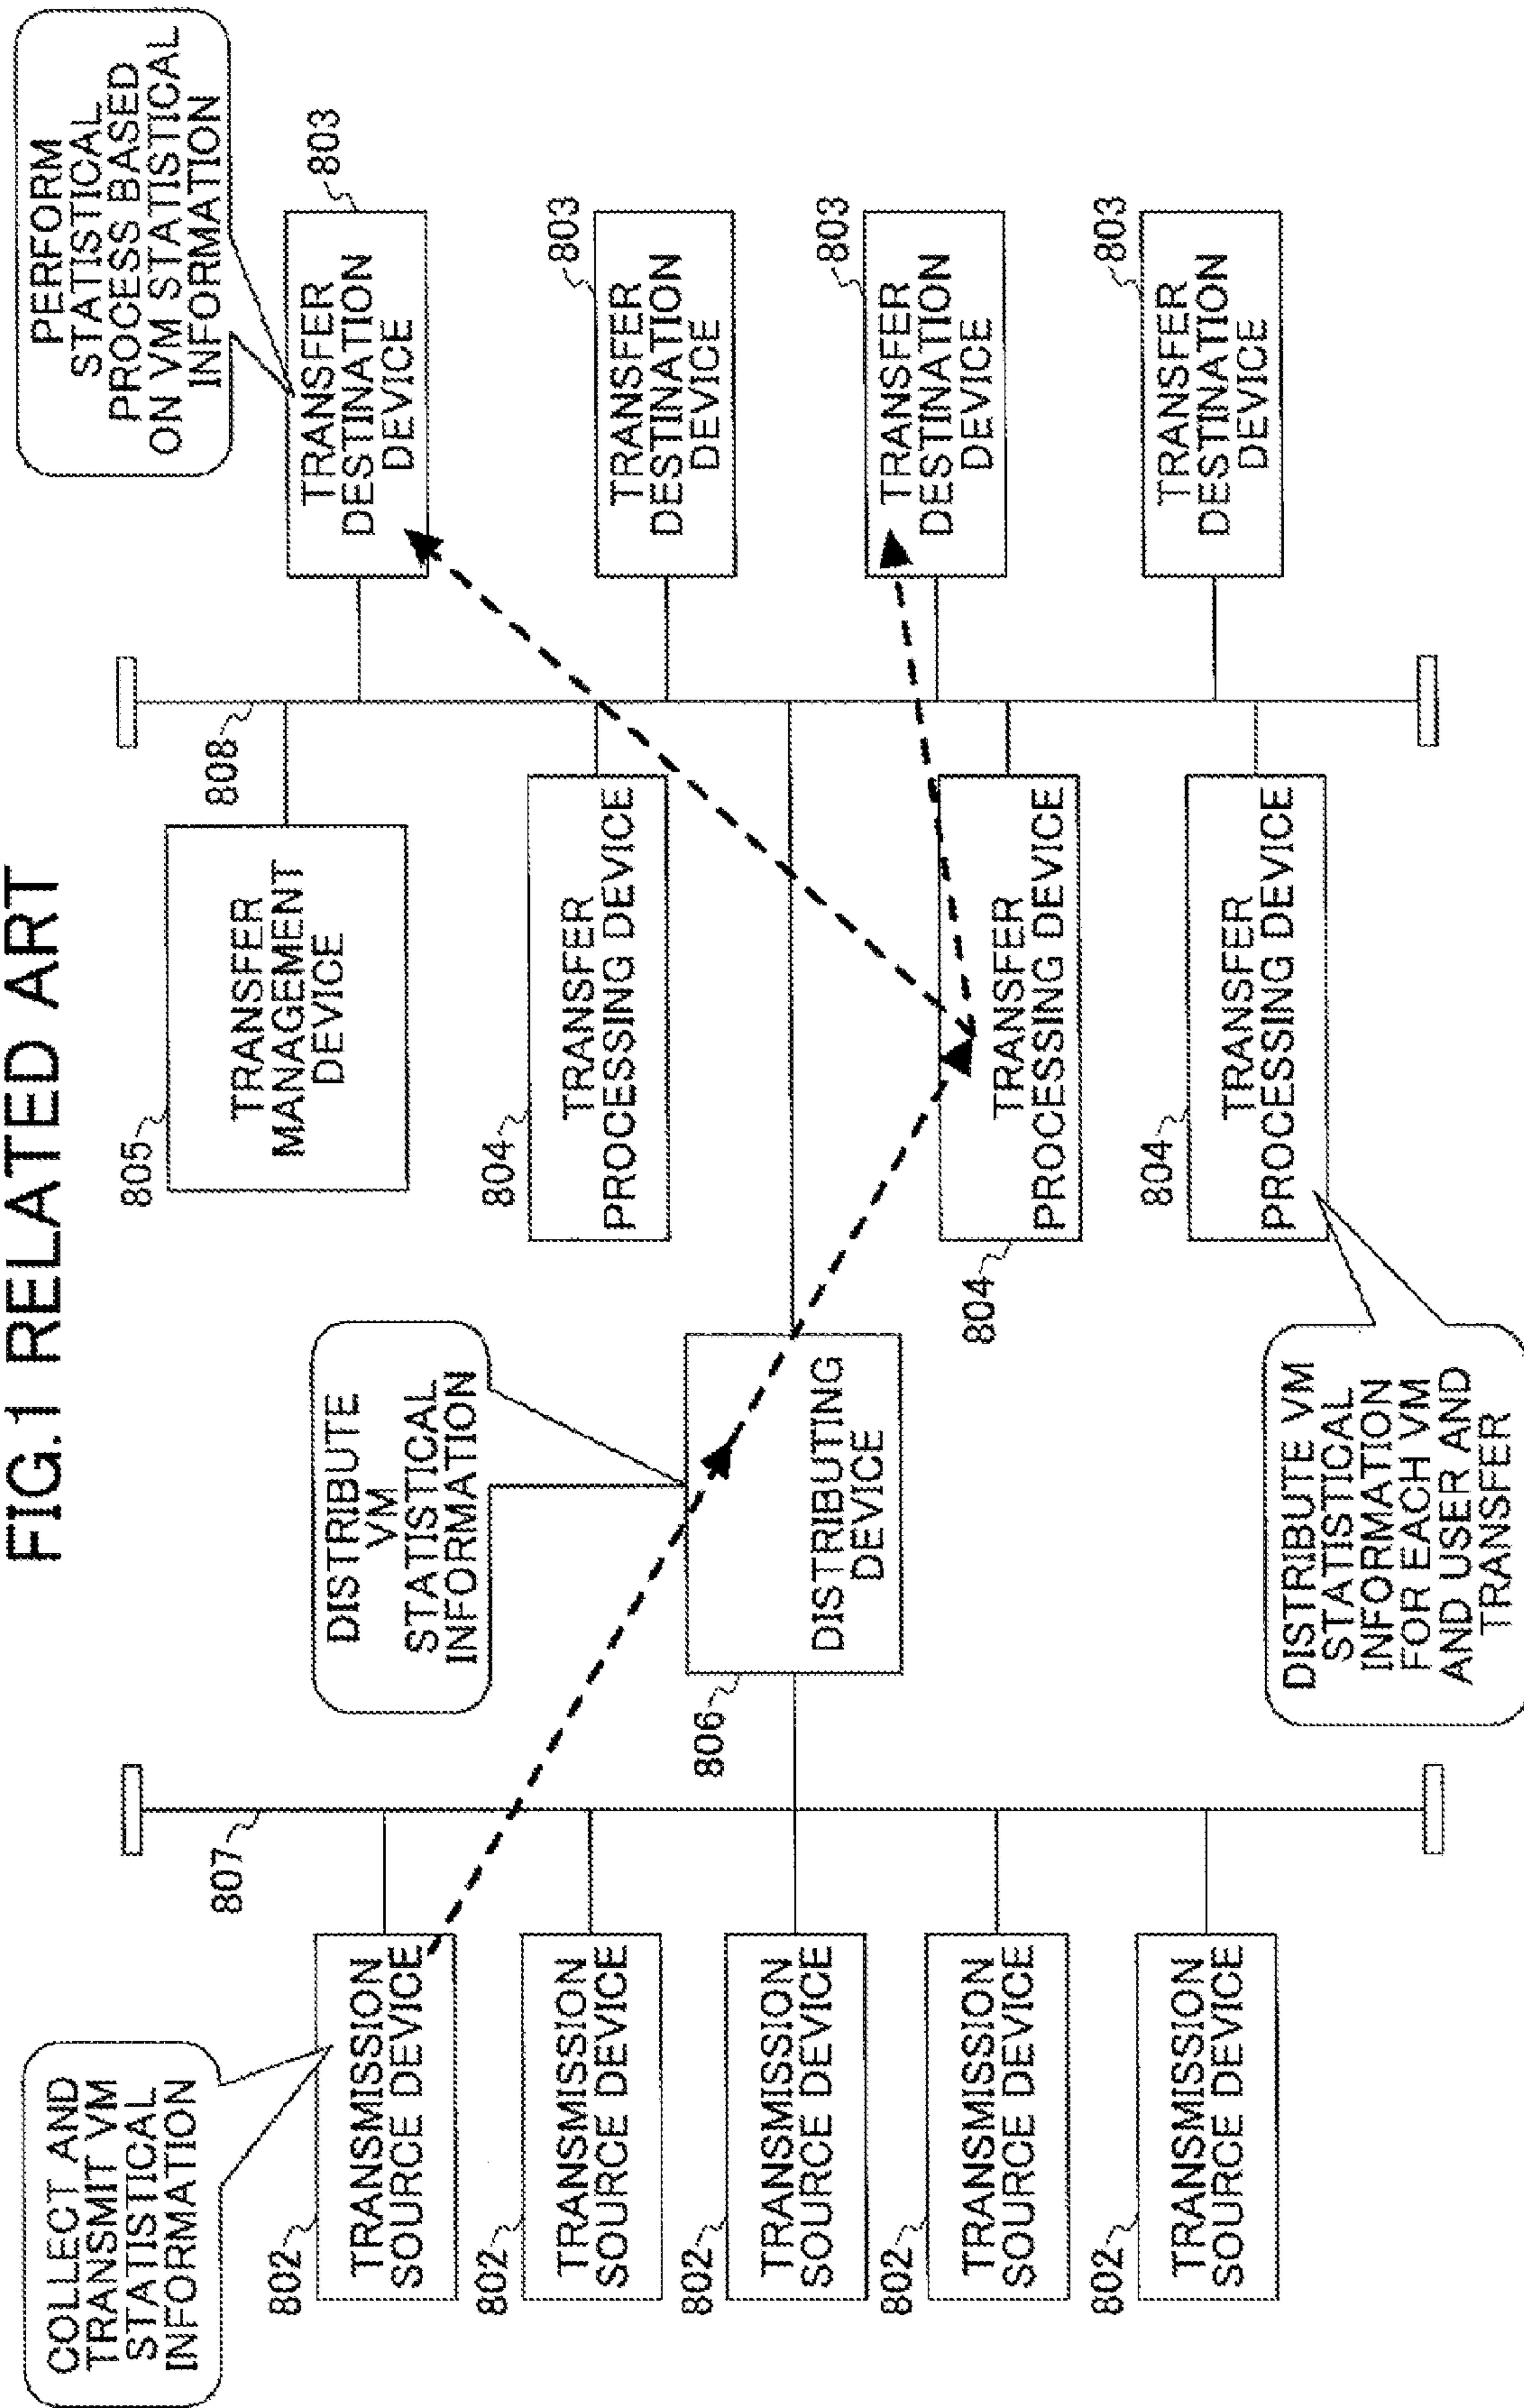 FIG.1 RELATED ART
COLLECT AND
TRANSMIT VM
STATISTICAL
INFORMATION
802
TRANSMISSION
SOURCE DEVICE
802
TRANSMISSION
SOURCE DEVICE
802
TRANSMISSION
SOURCE DEVICE
802
TRANSMISSION
SOURCE DEVICE
802
TRANSMISSION
SOURCE DEVICE
807
DISTRIBUTE
VM
STATISTICAL
INFORMATION
806
DISTRIBUTING
DEVICE
805
TRANSFER
MANAGEMENT
DEVICE
804
TRANSFER
PROCESSING DEVICE
804
TRANSFER
PROCESSING DEVICE
804
TRANSFER
PROCESSING DEVICE
DISTRIBUTE VM
STATISTICAL
INFORMATION
FOR EACH VM
AND USER AND
TRANSFER
808
PERFORM
STATISTICAL
PROCESS BASED
ON VM STATISTICAL
INFORMATION
803
TRANSFER
DESTINATION
DEVICE
803
TRANSFER
DESTINATION
DEVICE
803
TRANSFER
DESTINATION
DEVICE
803
TRANSFER
DESTINATION
DEVICE